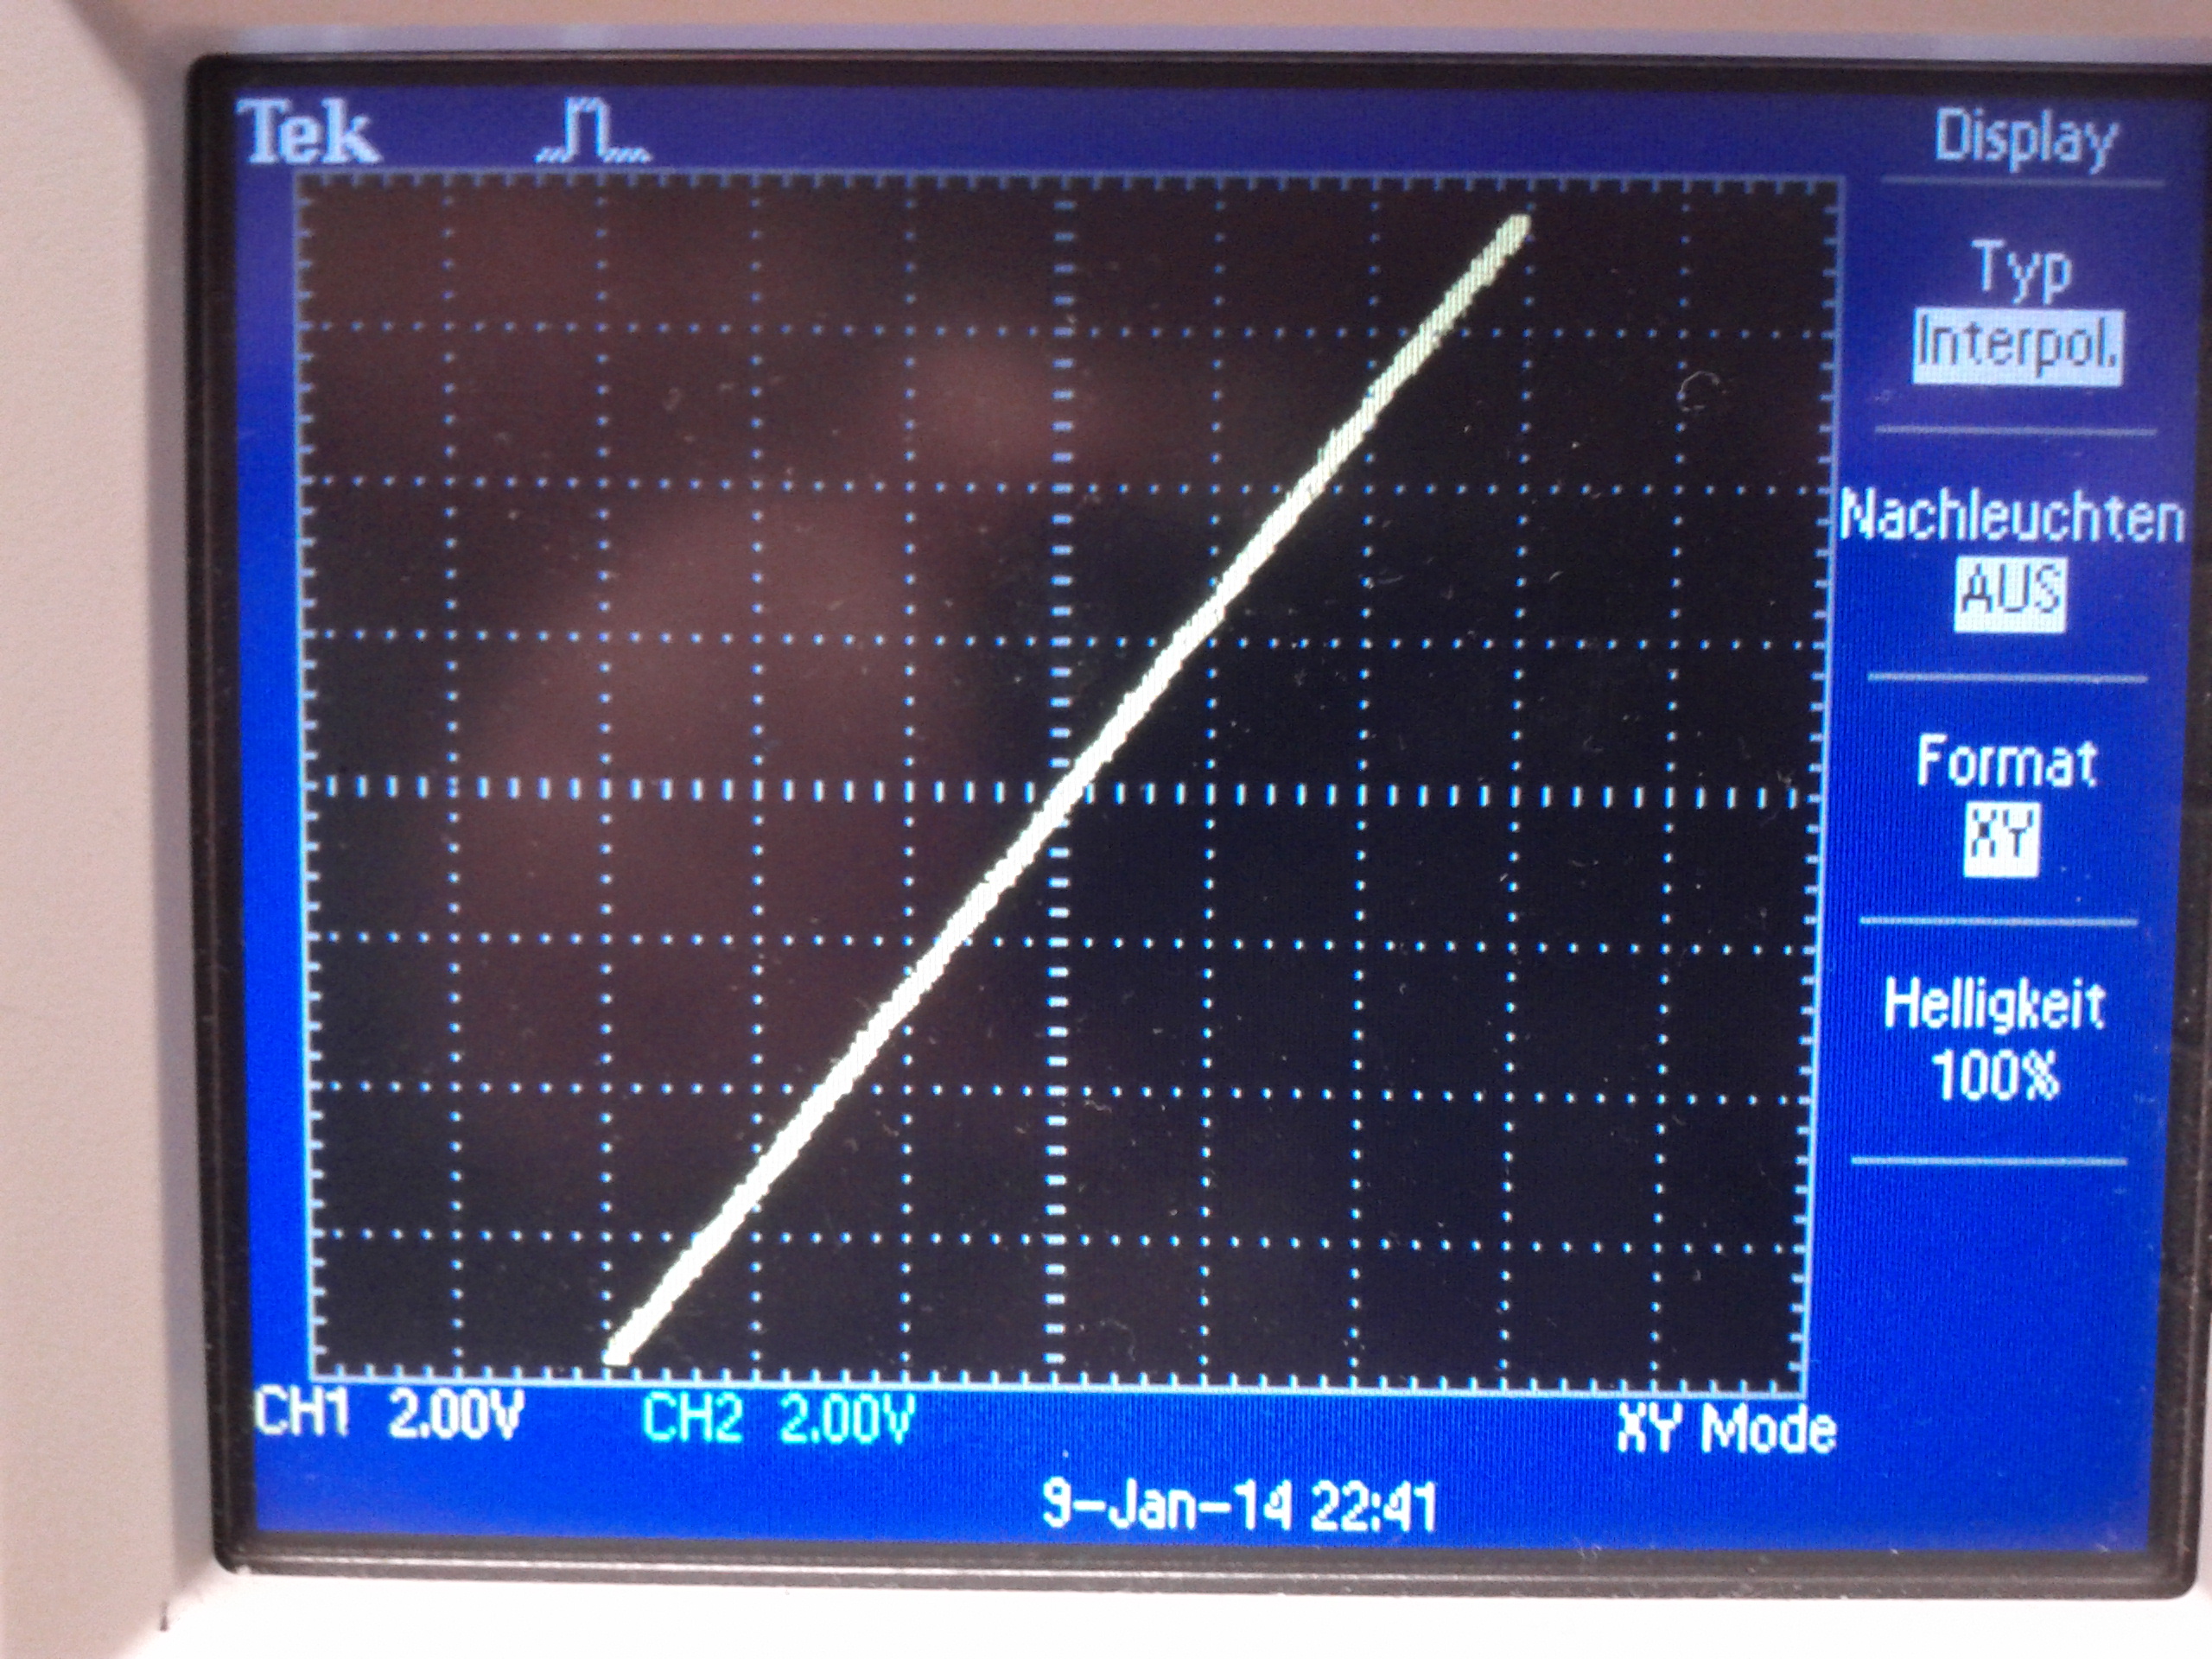 Tek
Display
Typ
Interpol.
Nachleuchten
AUS
Format
XY
Helligkeit
100%
CH1 2.00V CH2 2.00V XY Mode
9-Jan-14 22:41